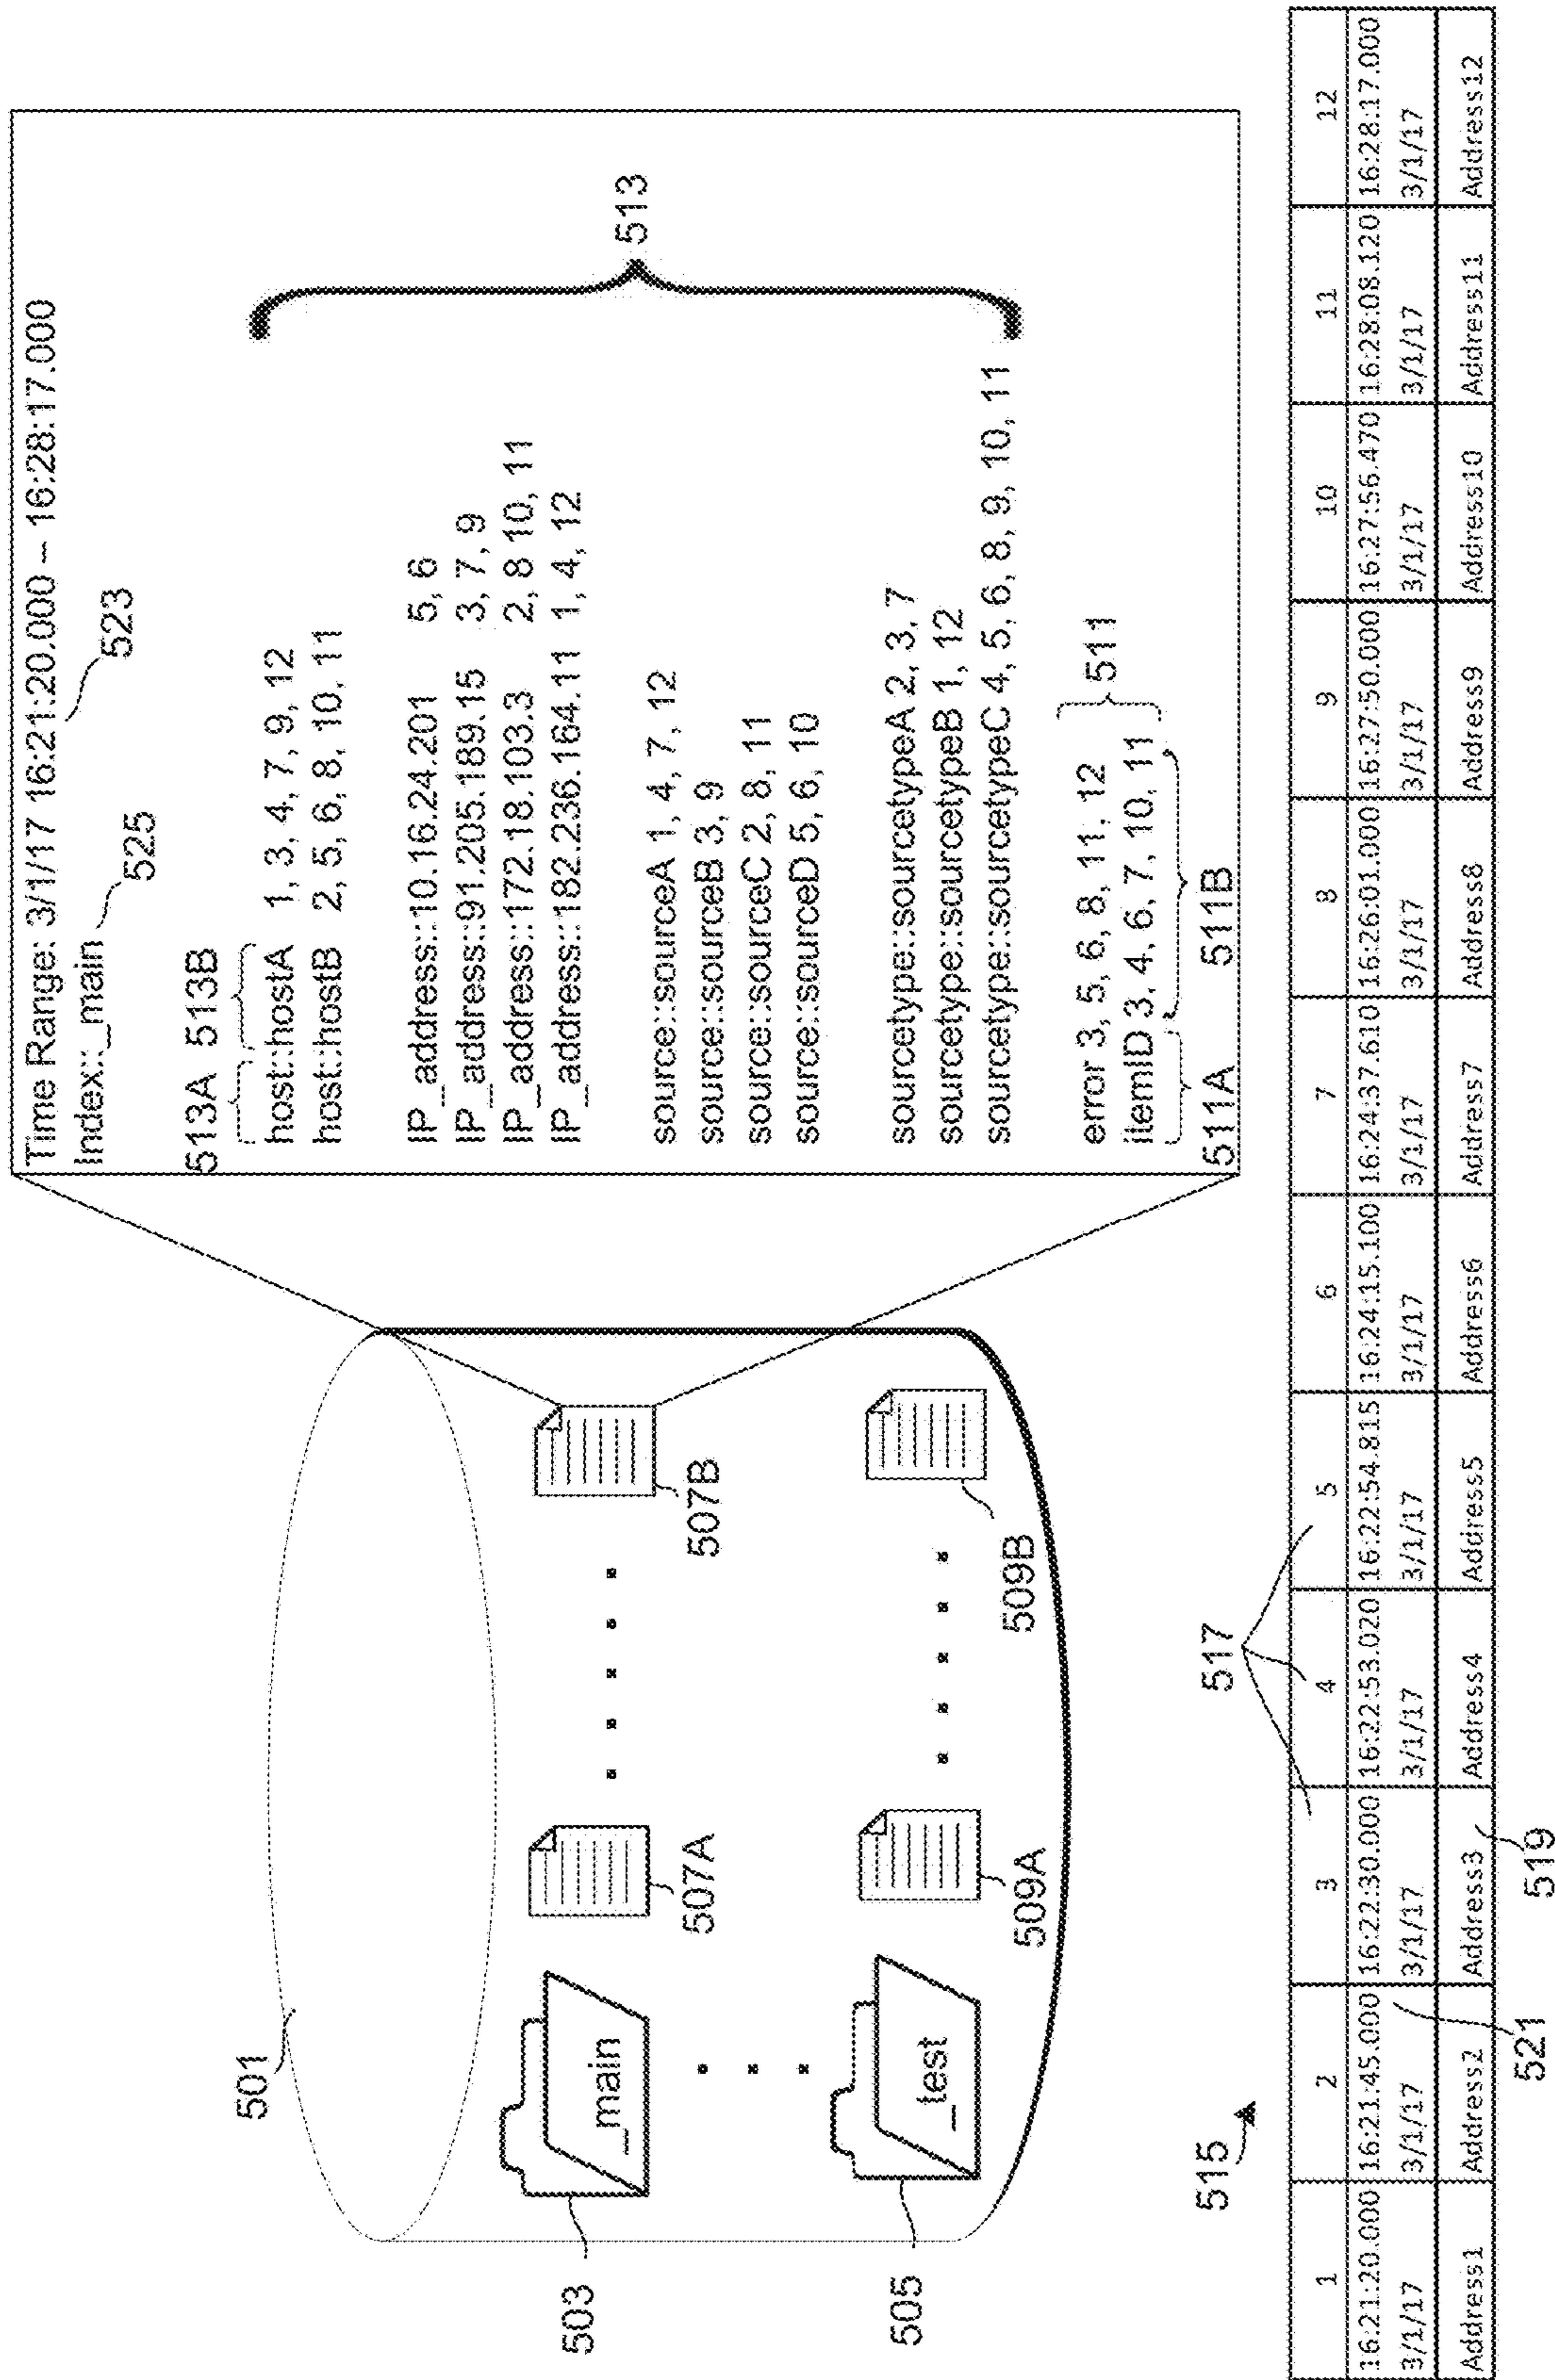 501
503
_main
505
_test
507A
507B
509A
509B
Time Range: 3/1/17 16:21:20.000 – 16:28:17.000
523
Index::_main
525
513A 513B
host::hostA 1, 3, 4, 7, 9, 12
host::hostB 2, 5, 6, 8, 10, 11
IP_address::10.16.24.201 5, 6
IP_address::91.205.189.15 3, 7, 9
IP_address::172.18.103.3 2, 8 10, 11
IP_address::182.236.164.11 1, 4, 12
513
source::sourceA 1, 4, 7, 12
source::sourceB 3, 9
source::sourceC 2, 8, 11
source::sourceD 5, 6, 10
sourcetype::sourcetypeA 2, 3, 7
sourcetype::sourcetypeB 1, 12
sourcetype::sourcetypeC 4, 5, 6, 8, 9, 10, 11
error 3, 5, 6, 8, 11, 12
itemID 3, 4, 6, 7, 10, 11
511
511A 511B
515
517
1 2 3 4 5 6 7 8 9 10 11 12
16:21:20.000 16:21:45.000 16:22:30.000 16:22:53.020 16:22:54.815 16:24:15.100 16:24:37.610 16:26:01.000 16:27:50.000 16:27:56.470 16:28:08.120 16:28:17.000
3/1/17 3/1/17 3/1/17 3/1/17 3/1/17 3/1/17 3/1/17 3/1/17 3/1/17 3/1/17 3/1/17 3/1/17
Address1 Address2 Address3 Address4 Address5 Address6 Address7 Address8 Address9 Address10 Address11 Address12
521
519